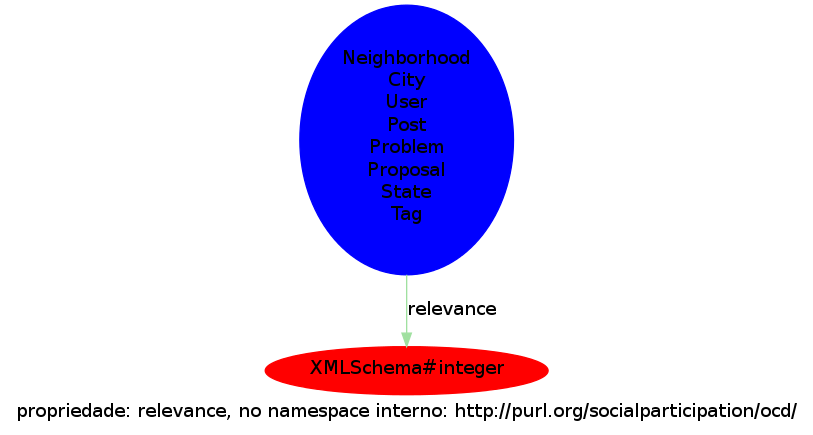 Neighborhood
City
User
Post
Problem
Proposal
State
Tag
relevance
XMLSchema#integer
propriedade: relevance, no namespace interno: http://purl.org/socialparticipation/ocd/